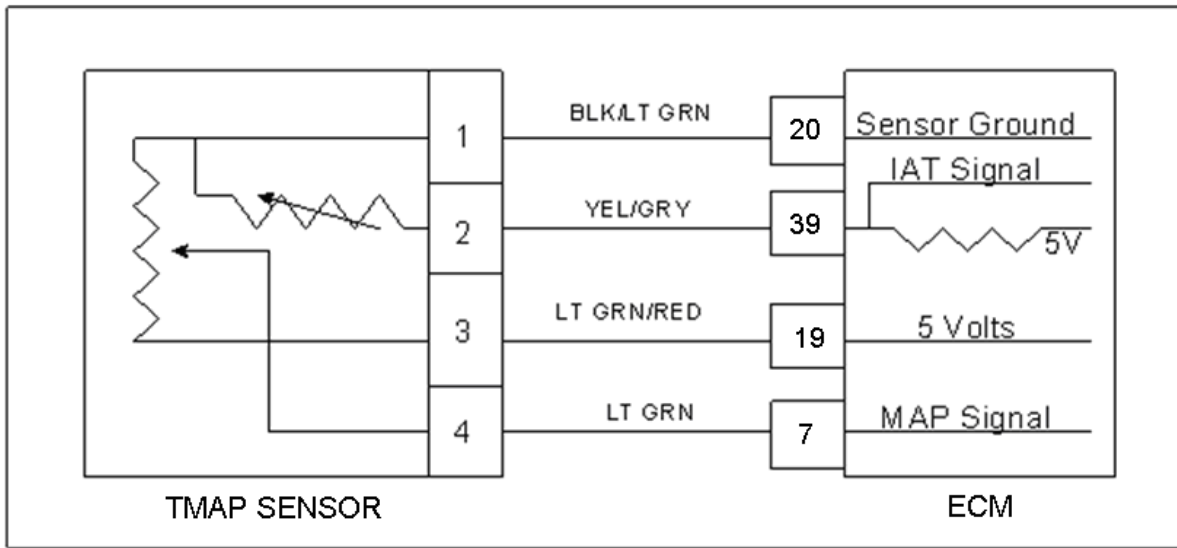 1 BLK/LT GRN 20 Sensor Ground
IAT Signal
2 YEL/GRY 39
5V
3 LT GRN/RED 19 5 Volts
4 LT GRN 7 MAP Signal
TMAP SENSOR ECM